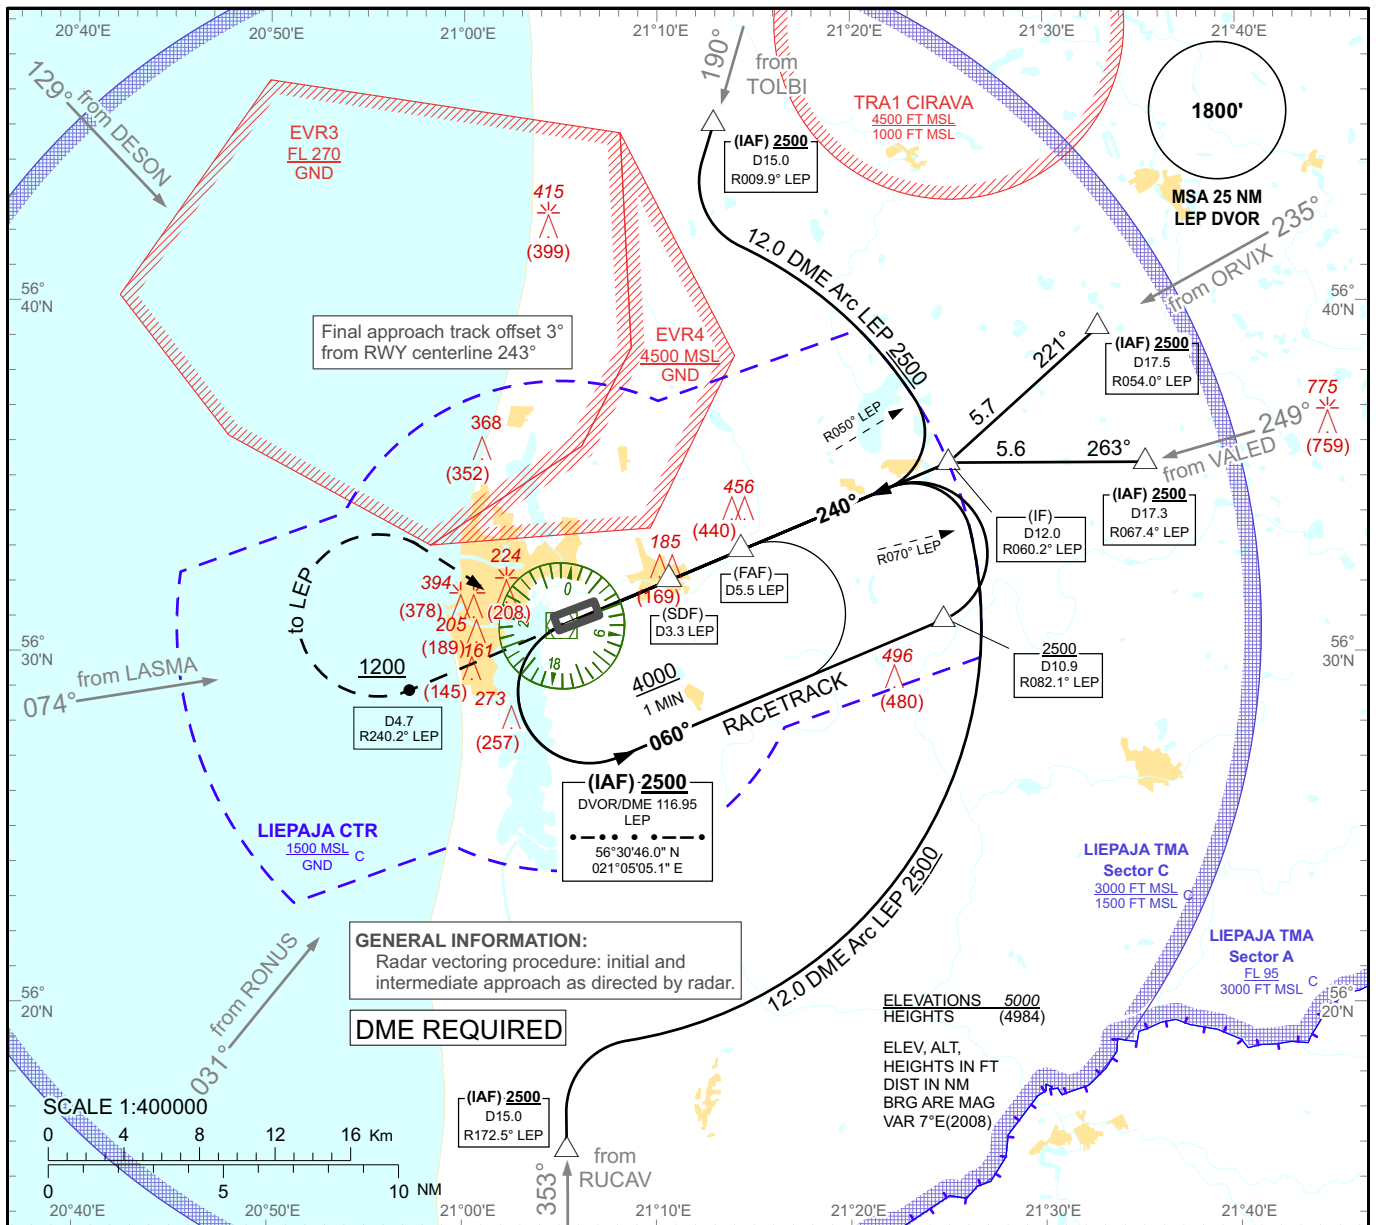 20°40'E
20°50'E
21°00'E
21°10'E
21°20'E
21°30'E
21°40'E
129°
from DESON
190°
from
TOLBI
EVR3
FL 270
GND
TRA1 CIRAVA
4500 FT MSL
1000 FT MSL
1800'
MSA 25 NM
LEP DVOR
(IAF) 2500
D15.0
R009.9° LEP
415
(399)
235°
from ORVIX
12.0 DME Arc LEP 2500
56°
40'N
56°
40'N
Final approach track offset 3°
from RWY centerline 243°
EVR4
4500 MSL
GND
221°
5.7
(IAF) 2500
D17.5
R054.0° LEP
775
(759)
249°
from VALED
R050° LEP
368
(352)
5.6
263°
(IAF) 2500
D17.3
R067.4° LEP
456
(440)
240°
(IF)
D12.0
R060.2° LEP
R070° LEP
185
(169)
(FAF)
D5.5 LEP
(SDF)
D3.3 LEP
224
(208)
394
(378)
205
(189)
161
(145)
273
(257)
0
6
18
2
to LEP
1200
D4.7
R240.2° LEP
074°
from LASMA
56°
30'N
56°
30'N
2500
D10.9
R082.1° LEP
496
(480)
4000
1 MIN
060°
RACETRACK
(IAF) 2500
DVOR/DME 116.95
LEP
56°30'46.0" N
021°05'05.1" E
LIEPAJA CTR
1500 MSL
GND
C
LIEPAJA TMA
Sector C
3000 FT MSL
1500 FT MSL
C
LIEPAJA TMA
Sector A
FL 95
3000 FT MSL
C
12.0 DME Arc LEP 2500
GENERAL INFORMATION:
Radar vectoring procedure: initial and
intermediate approach as directed by radar.
DME REQUIRED
031°
from RONUS
56°
20'N
56°
20'N
ELEVATIONS 5000
HEIGHTS (4984)
ELEV, ALT,
HEIGHTS IN FT
DIST IN NM
BRG ARE MAG
VAR 7°E(2008)
(IAF) 2500
D15.0
R172.5° LEP
353°
from
RUCAV
SCALE 1:400000
0 4 8 12 16 Km
0 5 10 NM
20°40'E
20°50'E
21°00'E
21°10'E
21°20'E
21°30'E
21°40'E